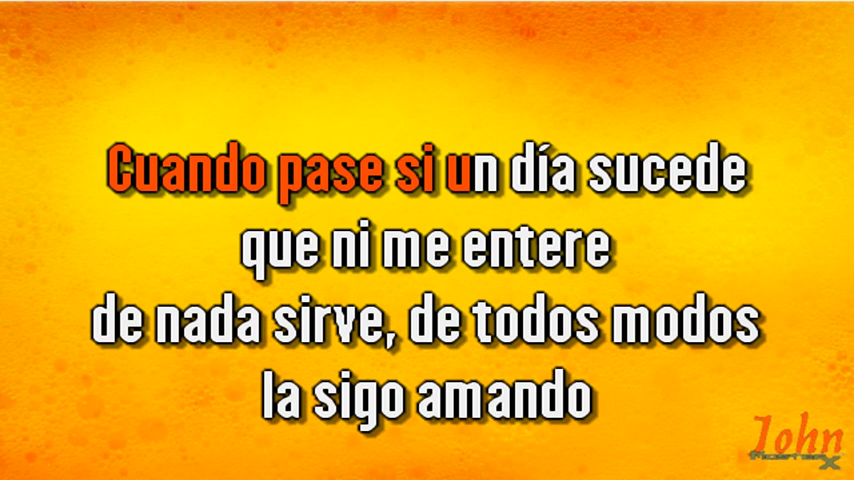 Cuando pase si un día sucede
que ni me entere
de nada sirve, de todos modos
la sigo amando
John